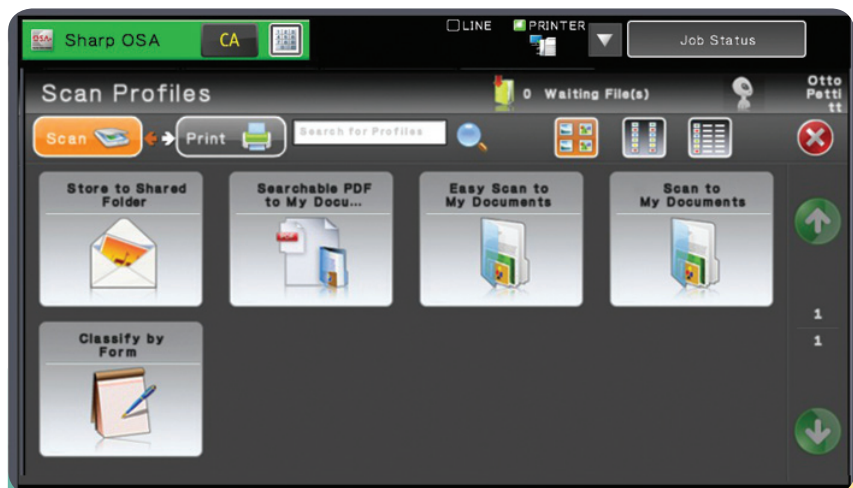 OSA
Sharp OSA
CA
LINE
PRINTER
Job Status
Scan Profiles
0 Waiting File(s)
Otto
Petti
tt
Scan
Print
Search for Profiles
Store to Shared
Folder
Searchable PDF
to My Docu...
Easy Scan to
My Documents
Scan to
My Documents
PDF
1
1
Classify by
Form